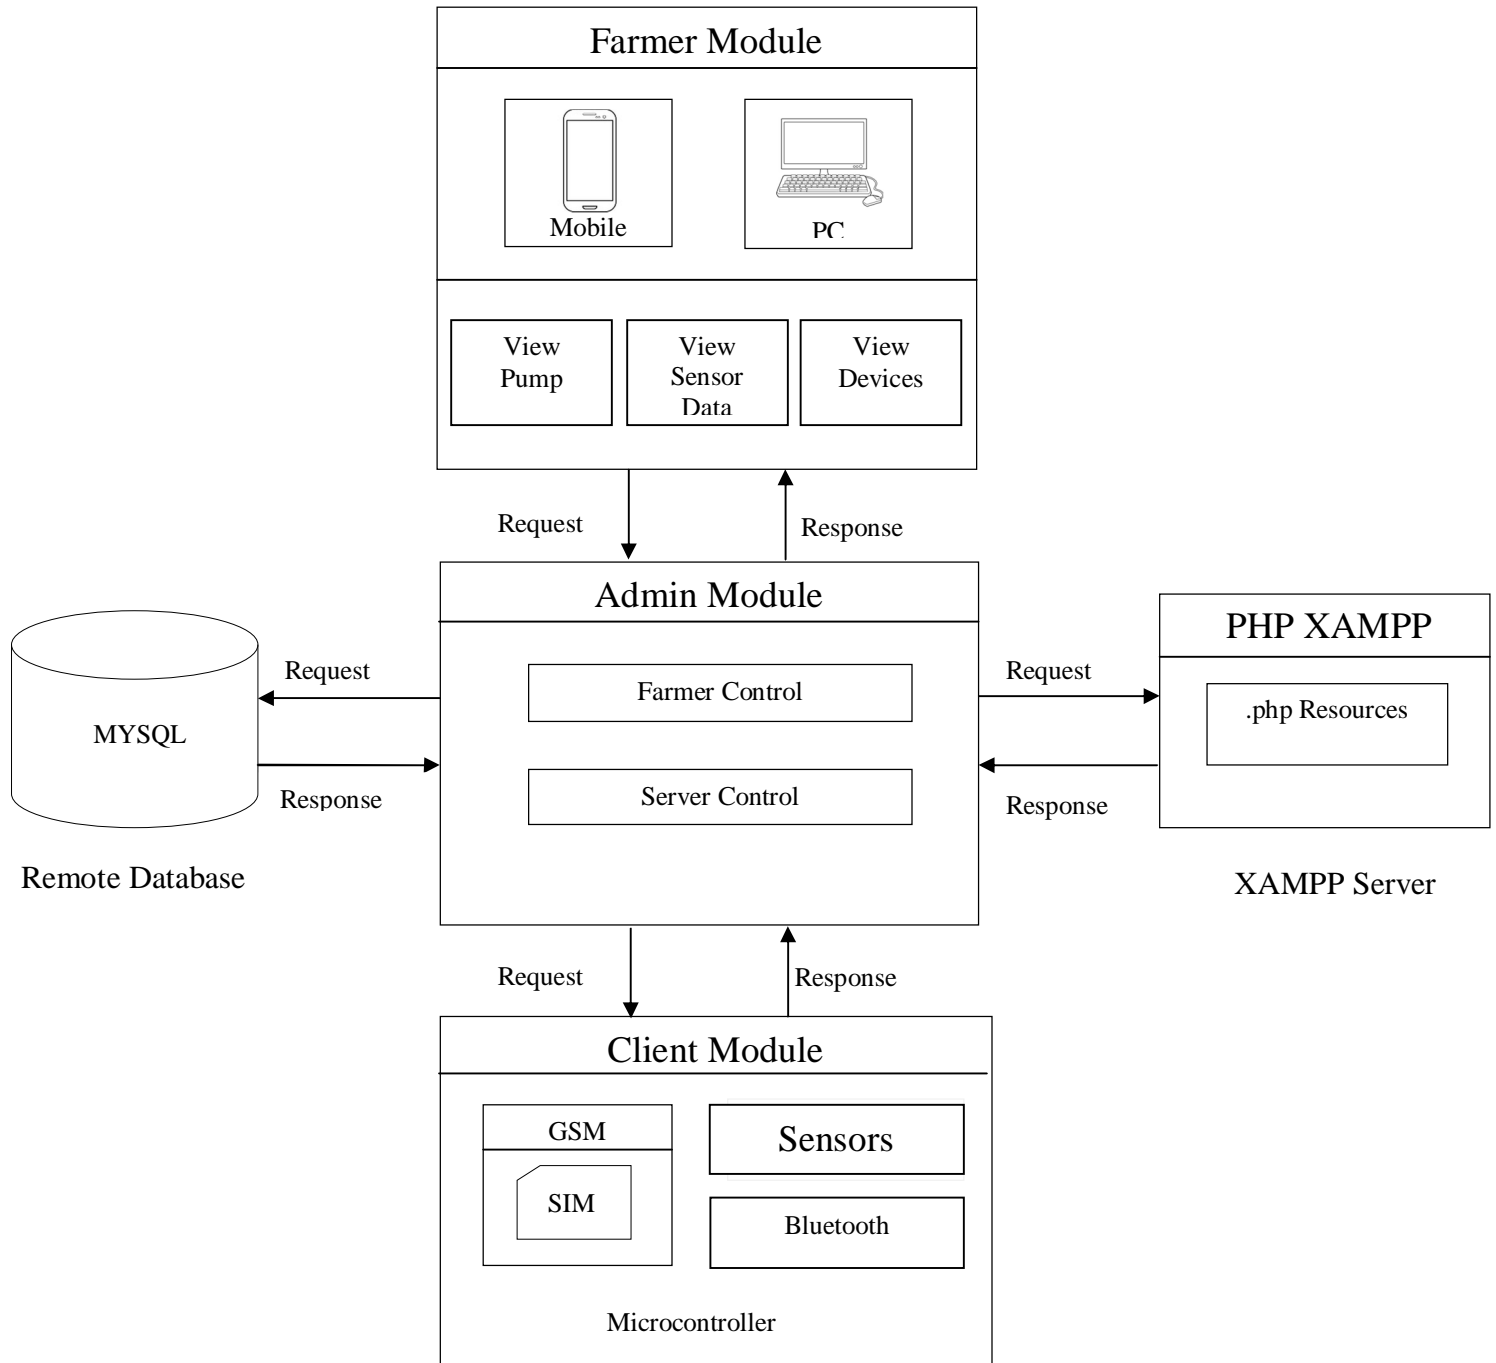 Farmer Module
Mobile
PC
View
Pump
View
Sensor
Data
View
Devices
Request
Response
Admin Module
Farmer Control
Server Control
Request
Response
MYSQL
Remote Database
Request
Response
PHP XAMPP
.php Resources
XAMPP Server
Request
Response
Client Module
GSM
SIM
Sensors
Bluetooth
Microcontroller